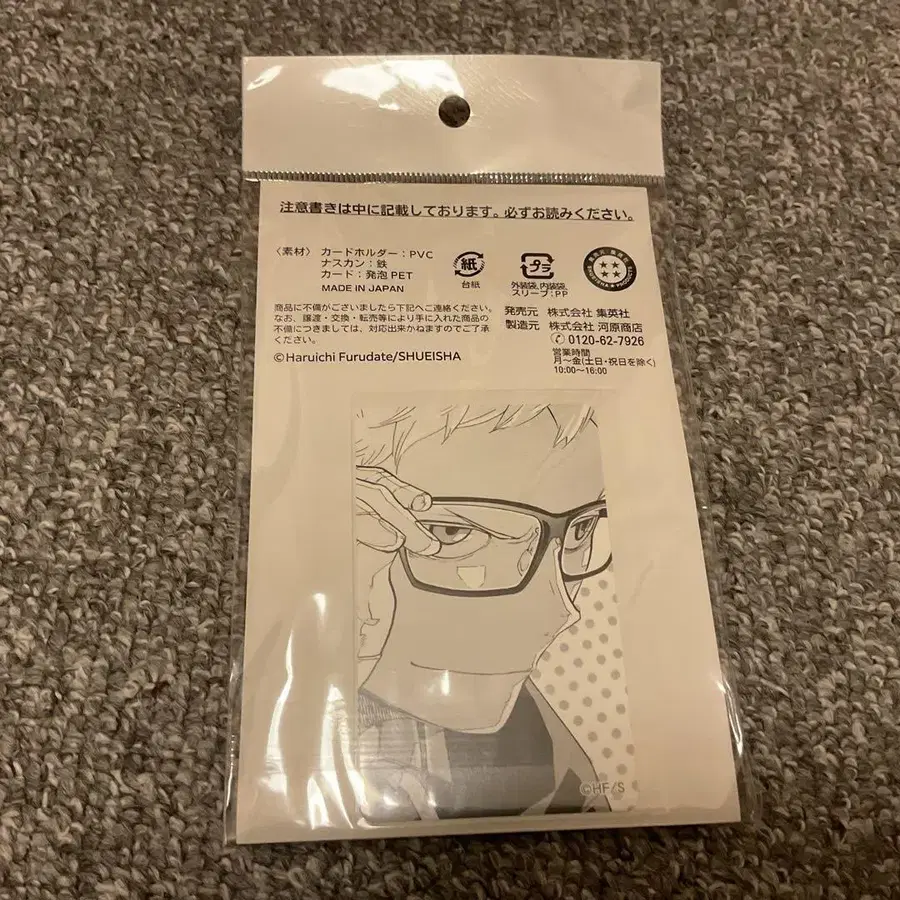 注意書きは中に記載しております。必ずお読みください。
〈素材〉 カードホルダー：PVC
ナスカン：鉄
カード：発泡PET
MADE IN JAPAN
紙
台紙
プラ
外装袋,内装袋,
スリーブ：PP
商品に不備がございましたら下記へご連絡ください。
なお、譲渡・交換・転売等により手に入れた商品の
不備につきましては、対応出来かねますのでご了承
ください。
©Haruichi Furudate/SHUEISHA
発売元 株式会社 集英社
製造元 株式会社 河原商店
0120-62-7926
営業時間
月～金(土日・祝日を除く)
10:00～16:00
©HF/S